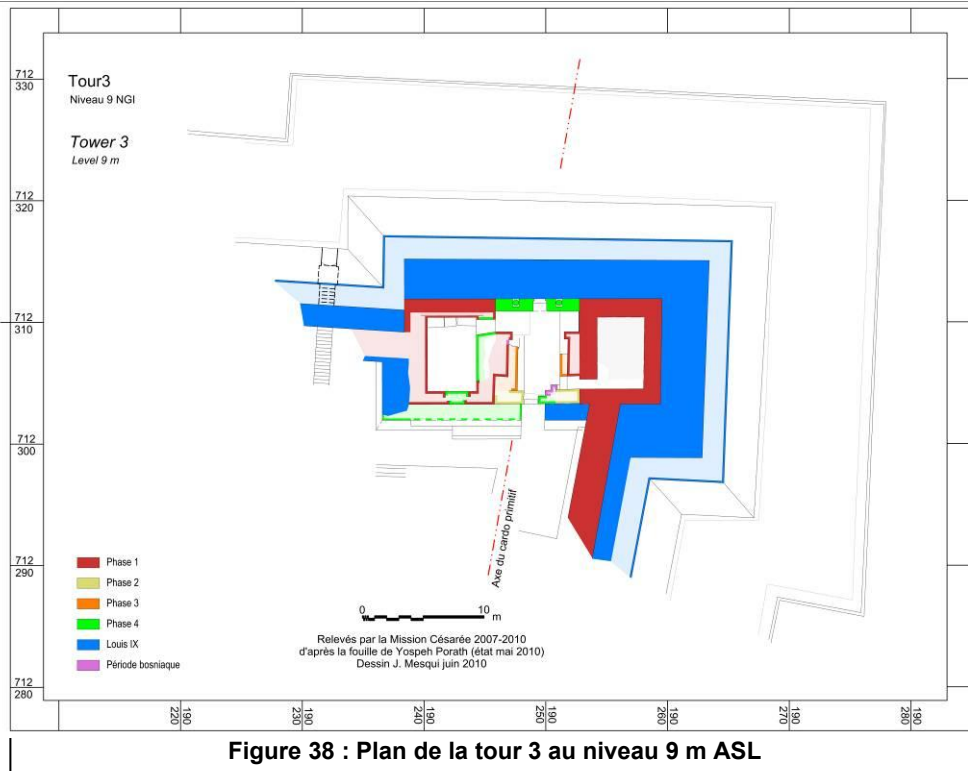 Tour3
Niveau 9 NGI
Tower 3
Level 9 m
712
330
712
320
712
310
712
300
712
290
712
280
Axe du cardo primitif
Phase 1
Phase 2
Phase 3
Phase 4
Louis IX
Période bosniaque
0 10 m
Relevés par la Mission Césarée 2007-2010
d'après la fouille de Yospeh Porath (état mai 2010)
Dessin J. Mesqui juin 2010
220 190
230 190
240 190
250 190
260 190
270 190
280 190
Figure 38 : Plan de la tour 3 au niveau 9 m ASL